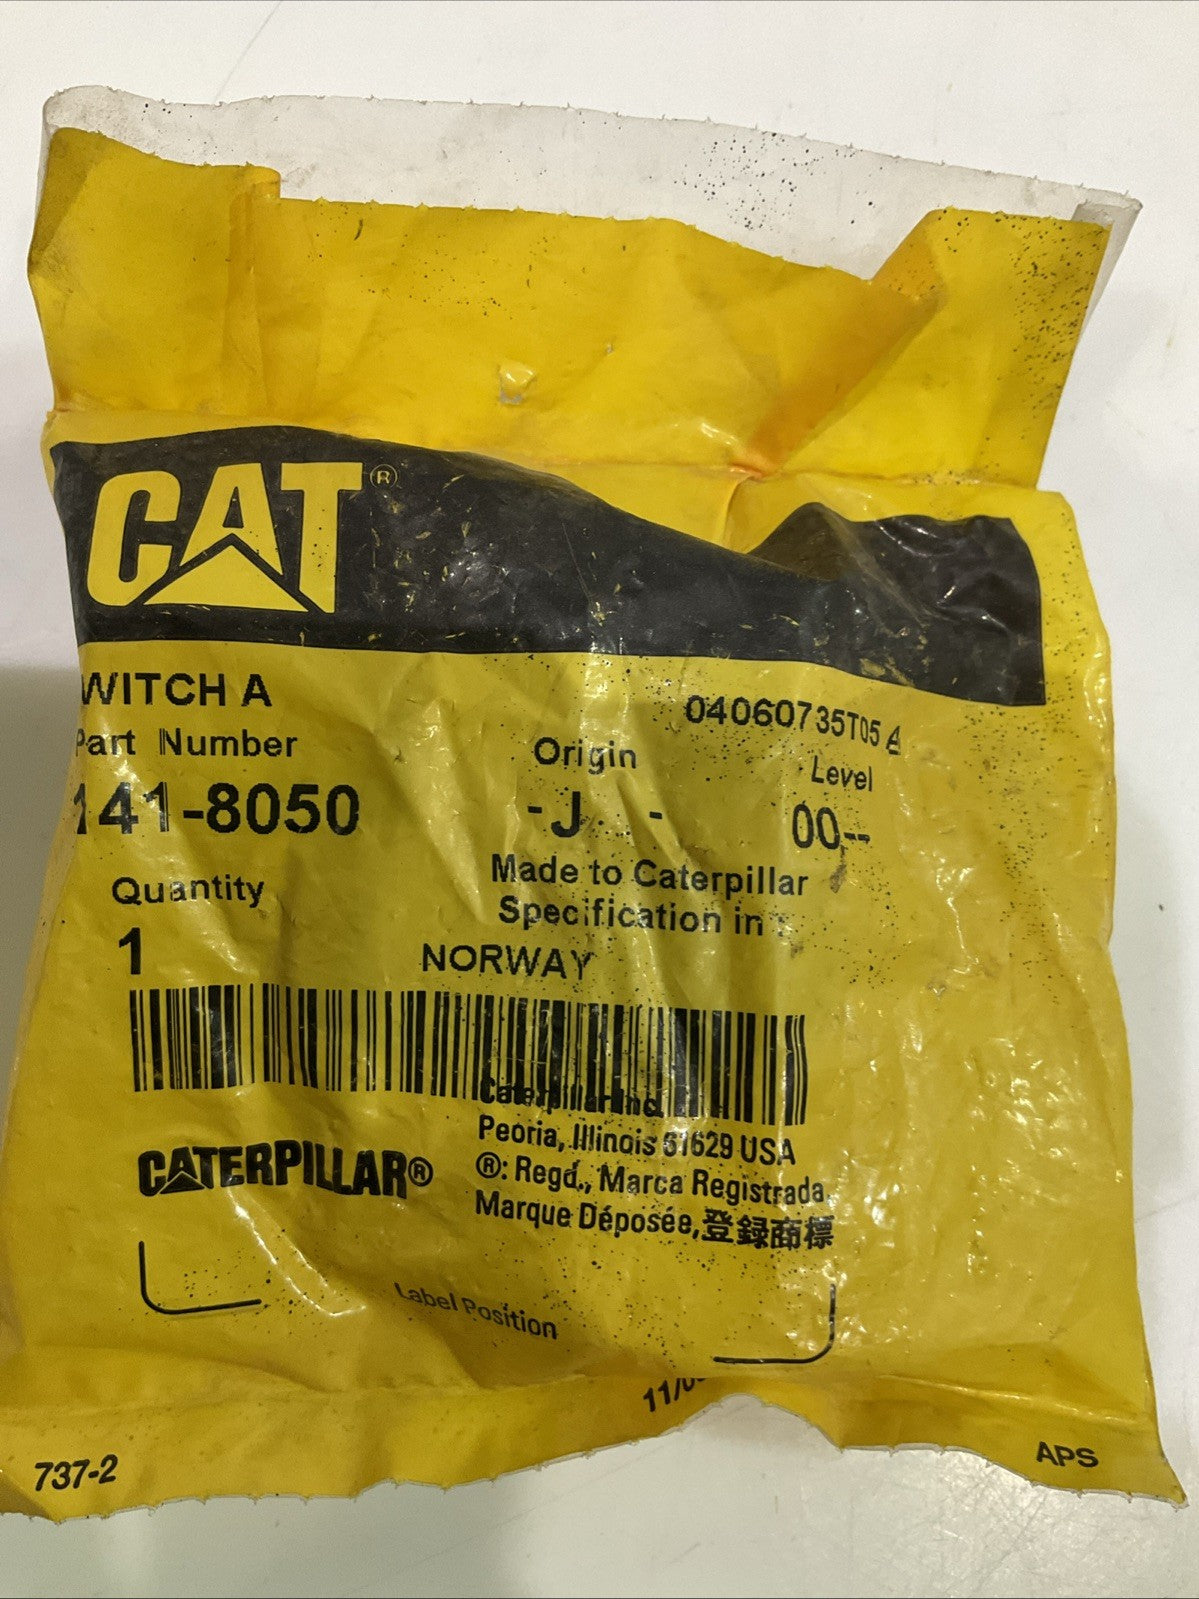 CAT®
WITCH A
04060735T05 A
Part Number
Origin
Level
141-8050
-J -
00--
Made to Caterpillar
Specification in :
Quantity
1
NORWAY
Caterpillar Inc.
Peoria, Illinois 61629 USA
CATERPILLAR®
®: Regd., Marca Registrada,
Marque Déposée,登録商標
Label Position
11/0
737-2
APS